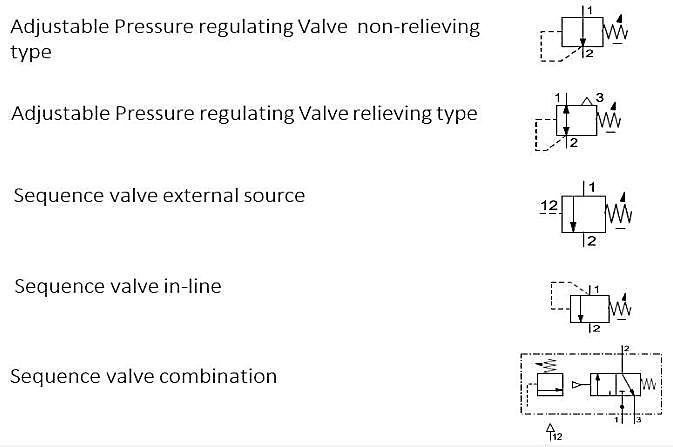 Adjustable Pressure regulating Valve non-relieving
type
1
2
Adjustable Pressure regulating Valve relieving type
1 3
2
Sequence valve external source
1
12
2
Sequence valve in-line
1
2
Sequence valve combination
2
1 3
12